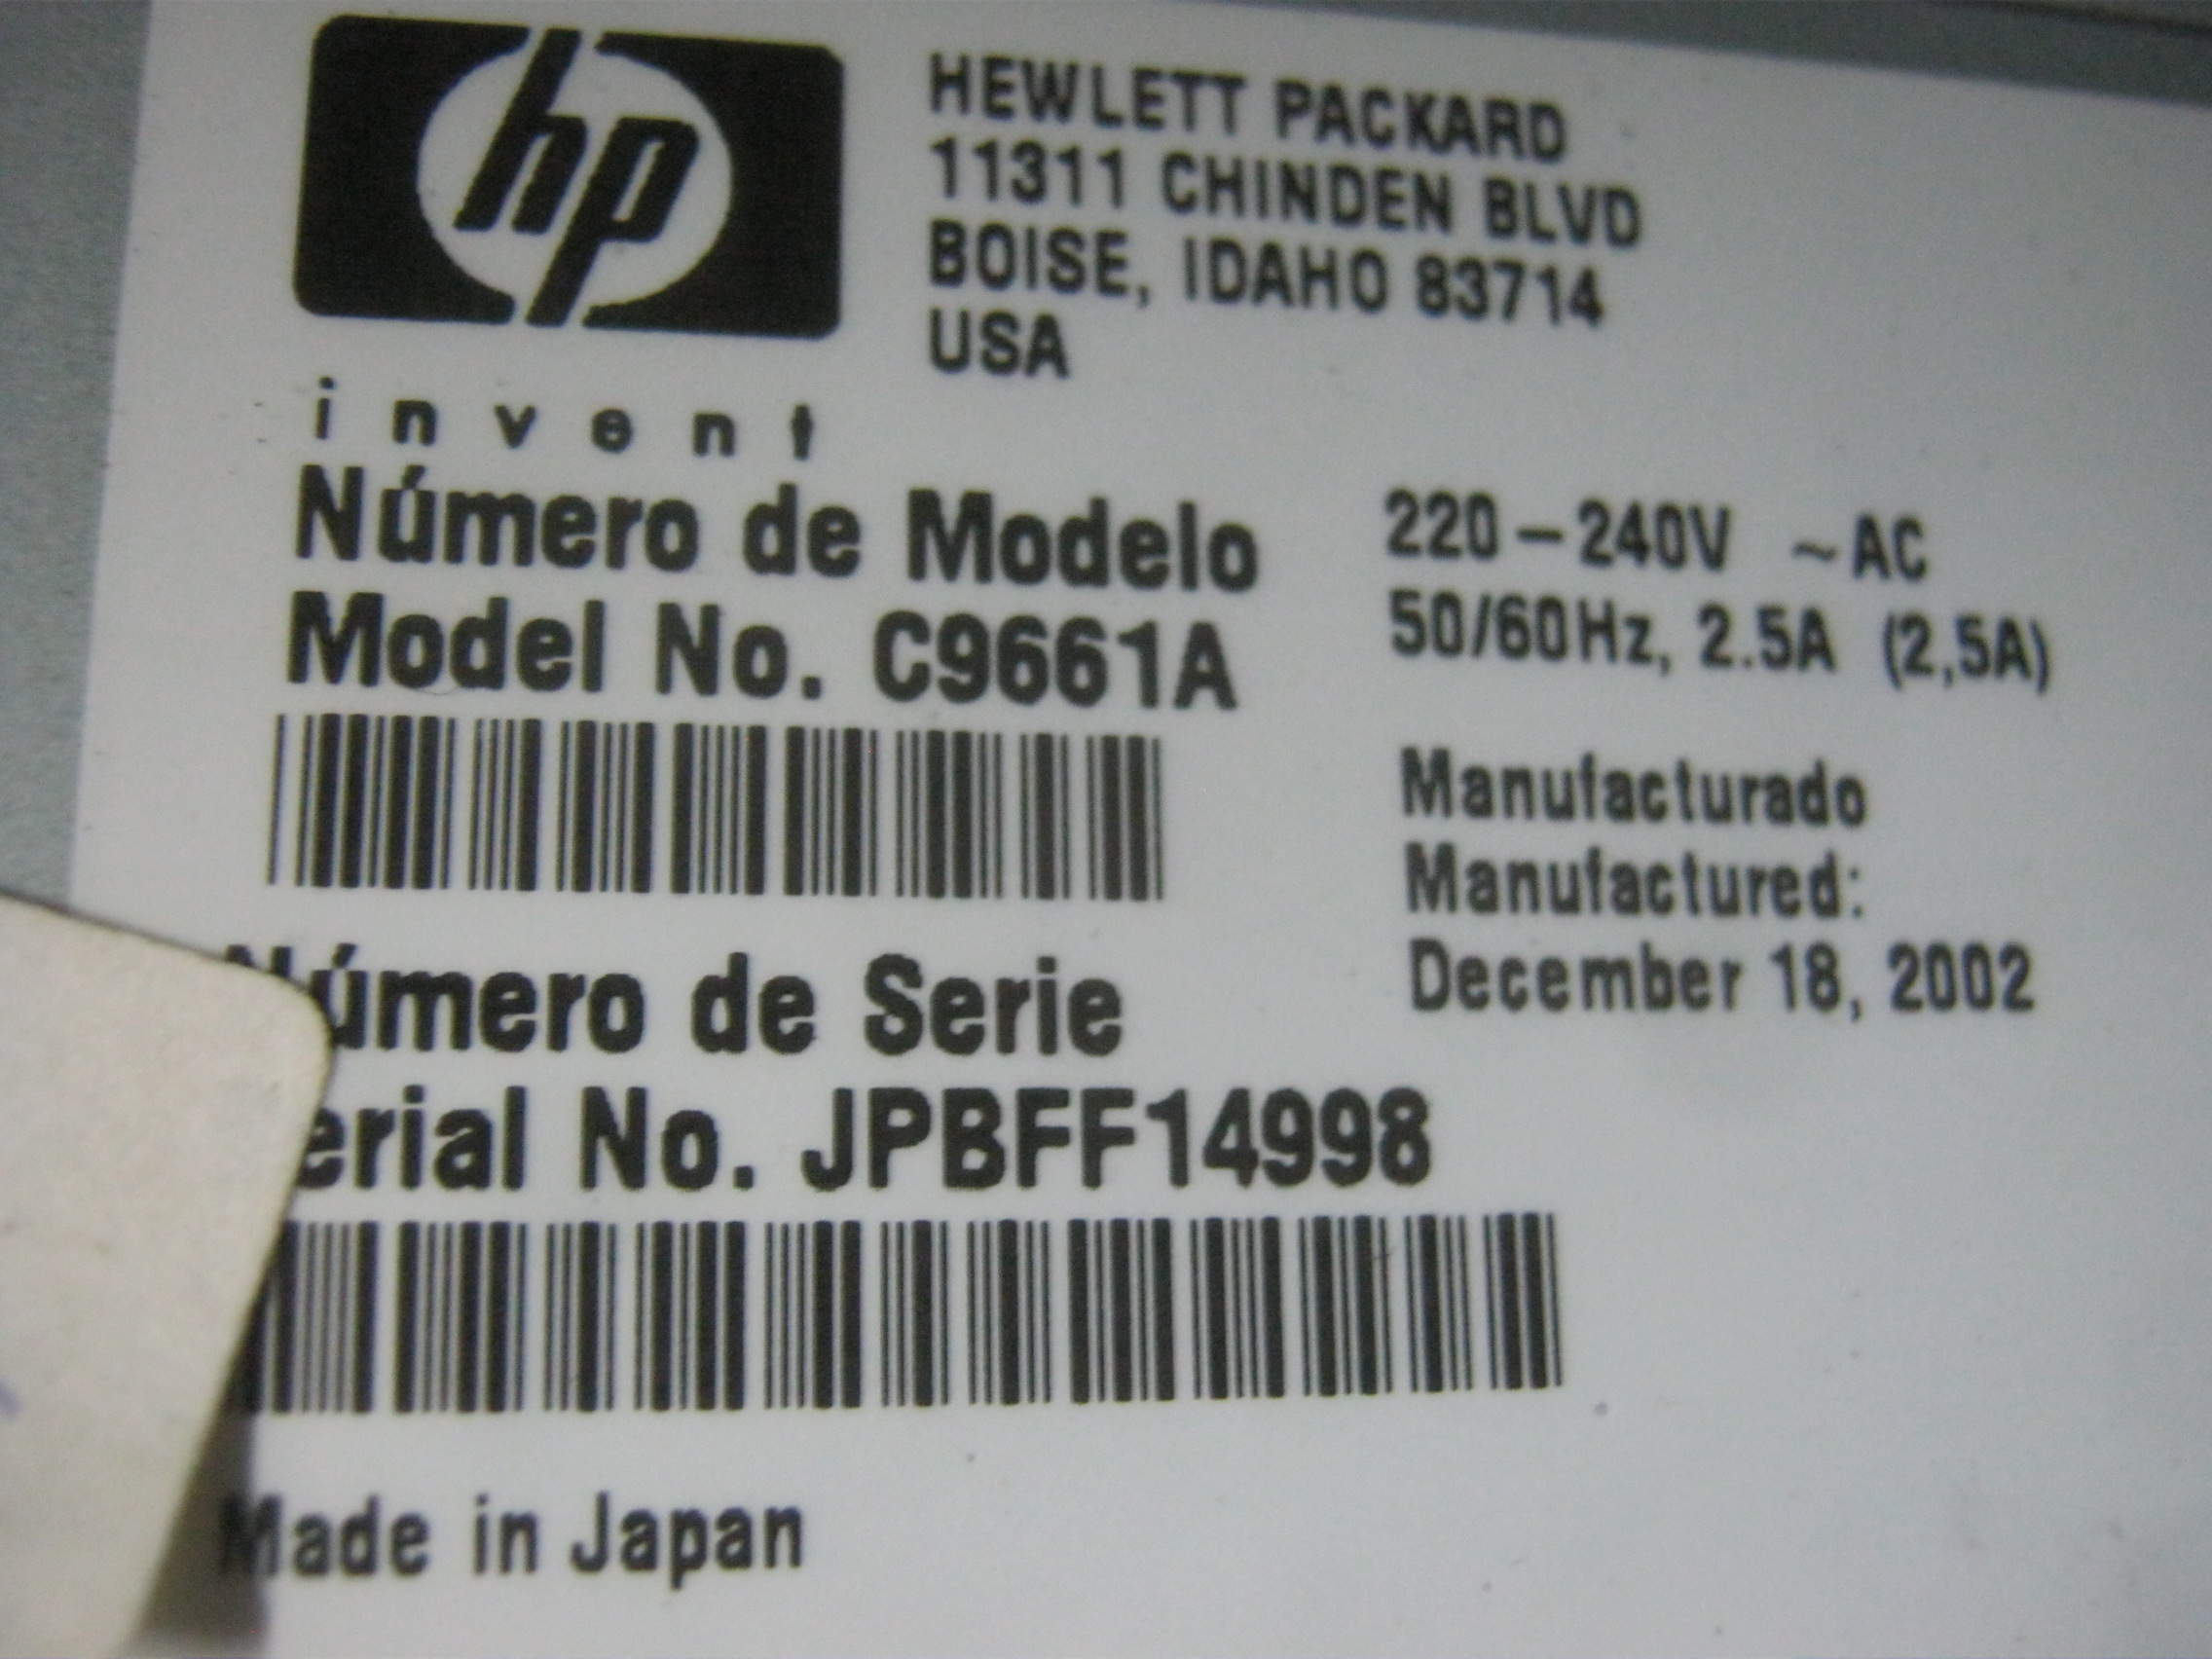 hp
HEWLETT PACKARD
11311 CHINDEN BLVD
BOISE, IDAHO 83714
USA
invent
Número de Modelo
Model No. C9661A
220-240V ~AC
50/60Hz, 2.5A (2,5A)
Manufacturado
Manufactured:
December 18, 2002
Número de Serie
erial No. JPBFF14998
Made in Japan